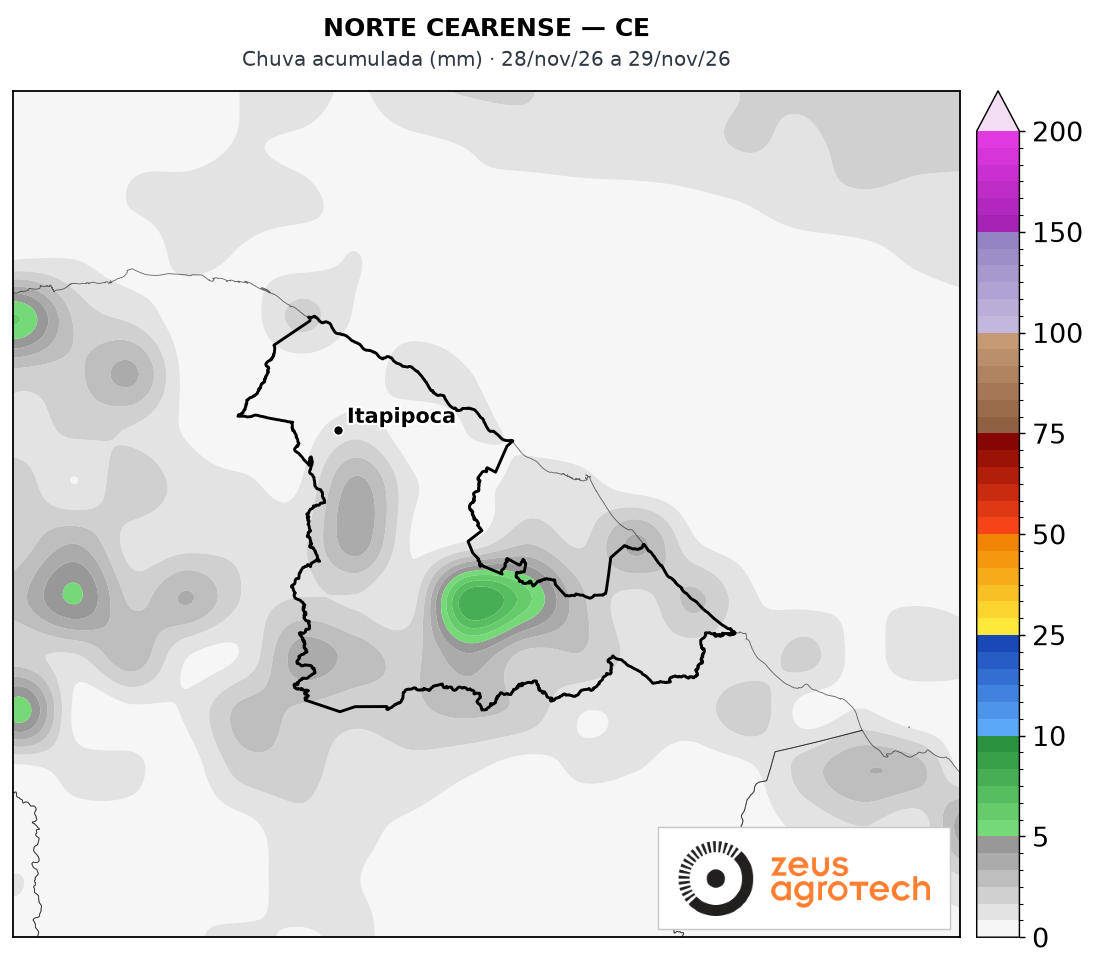 NORTE CEARENSE — CE
Chuva acumulada (mm) · 28/nov/26 a 29/nov/26
Itapipoca
200
150
100
75
50
25
10
5
0
zeus
agrotech